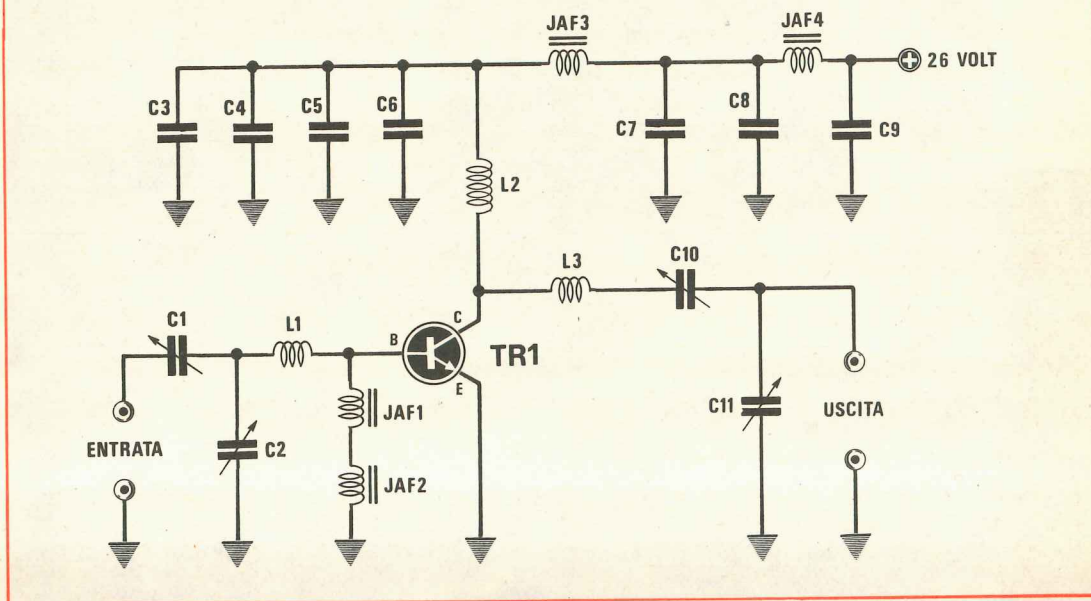 JAF3
JAF4
26 VOLT
C3
C4
C5
C6
C7
C8
C9
L2
L3
C10
C1
L1
B
C
E
TR1
JAF1
JAF2
C2
ENTRATA
C11
USCITA